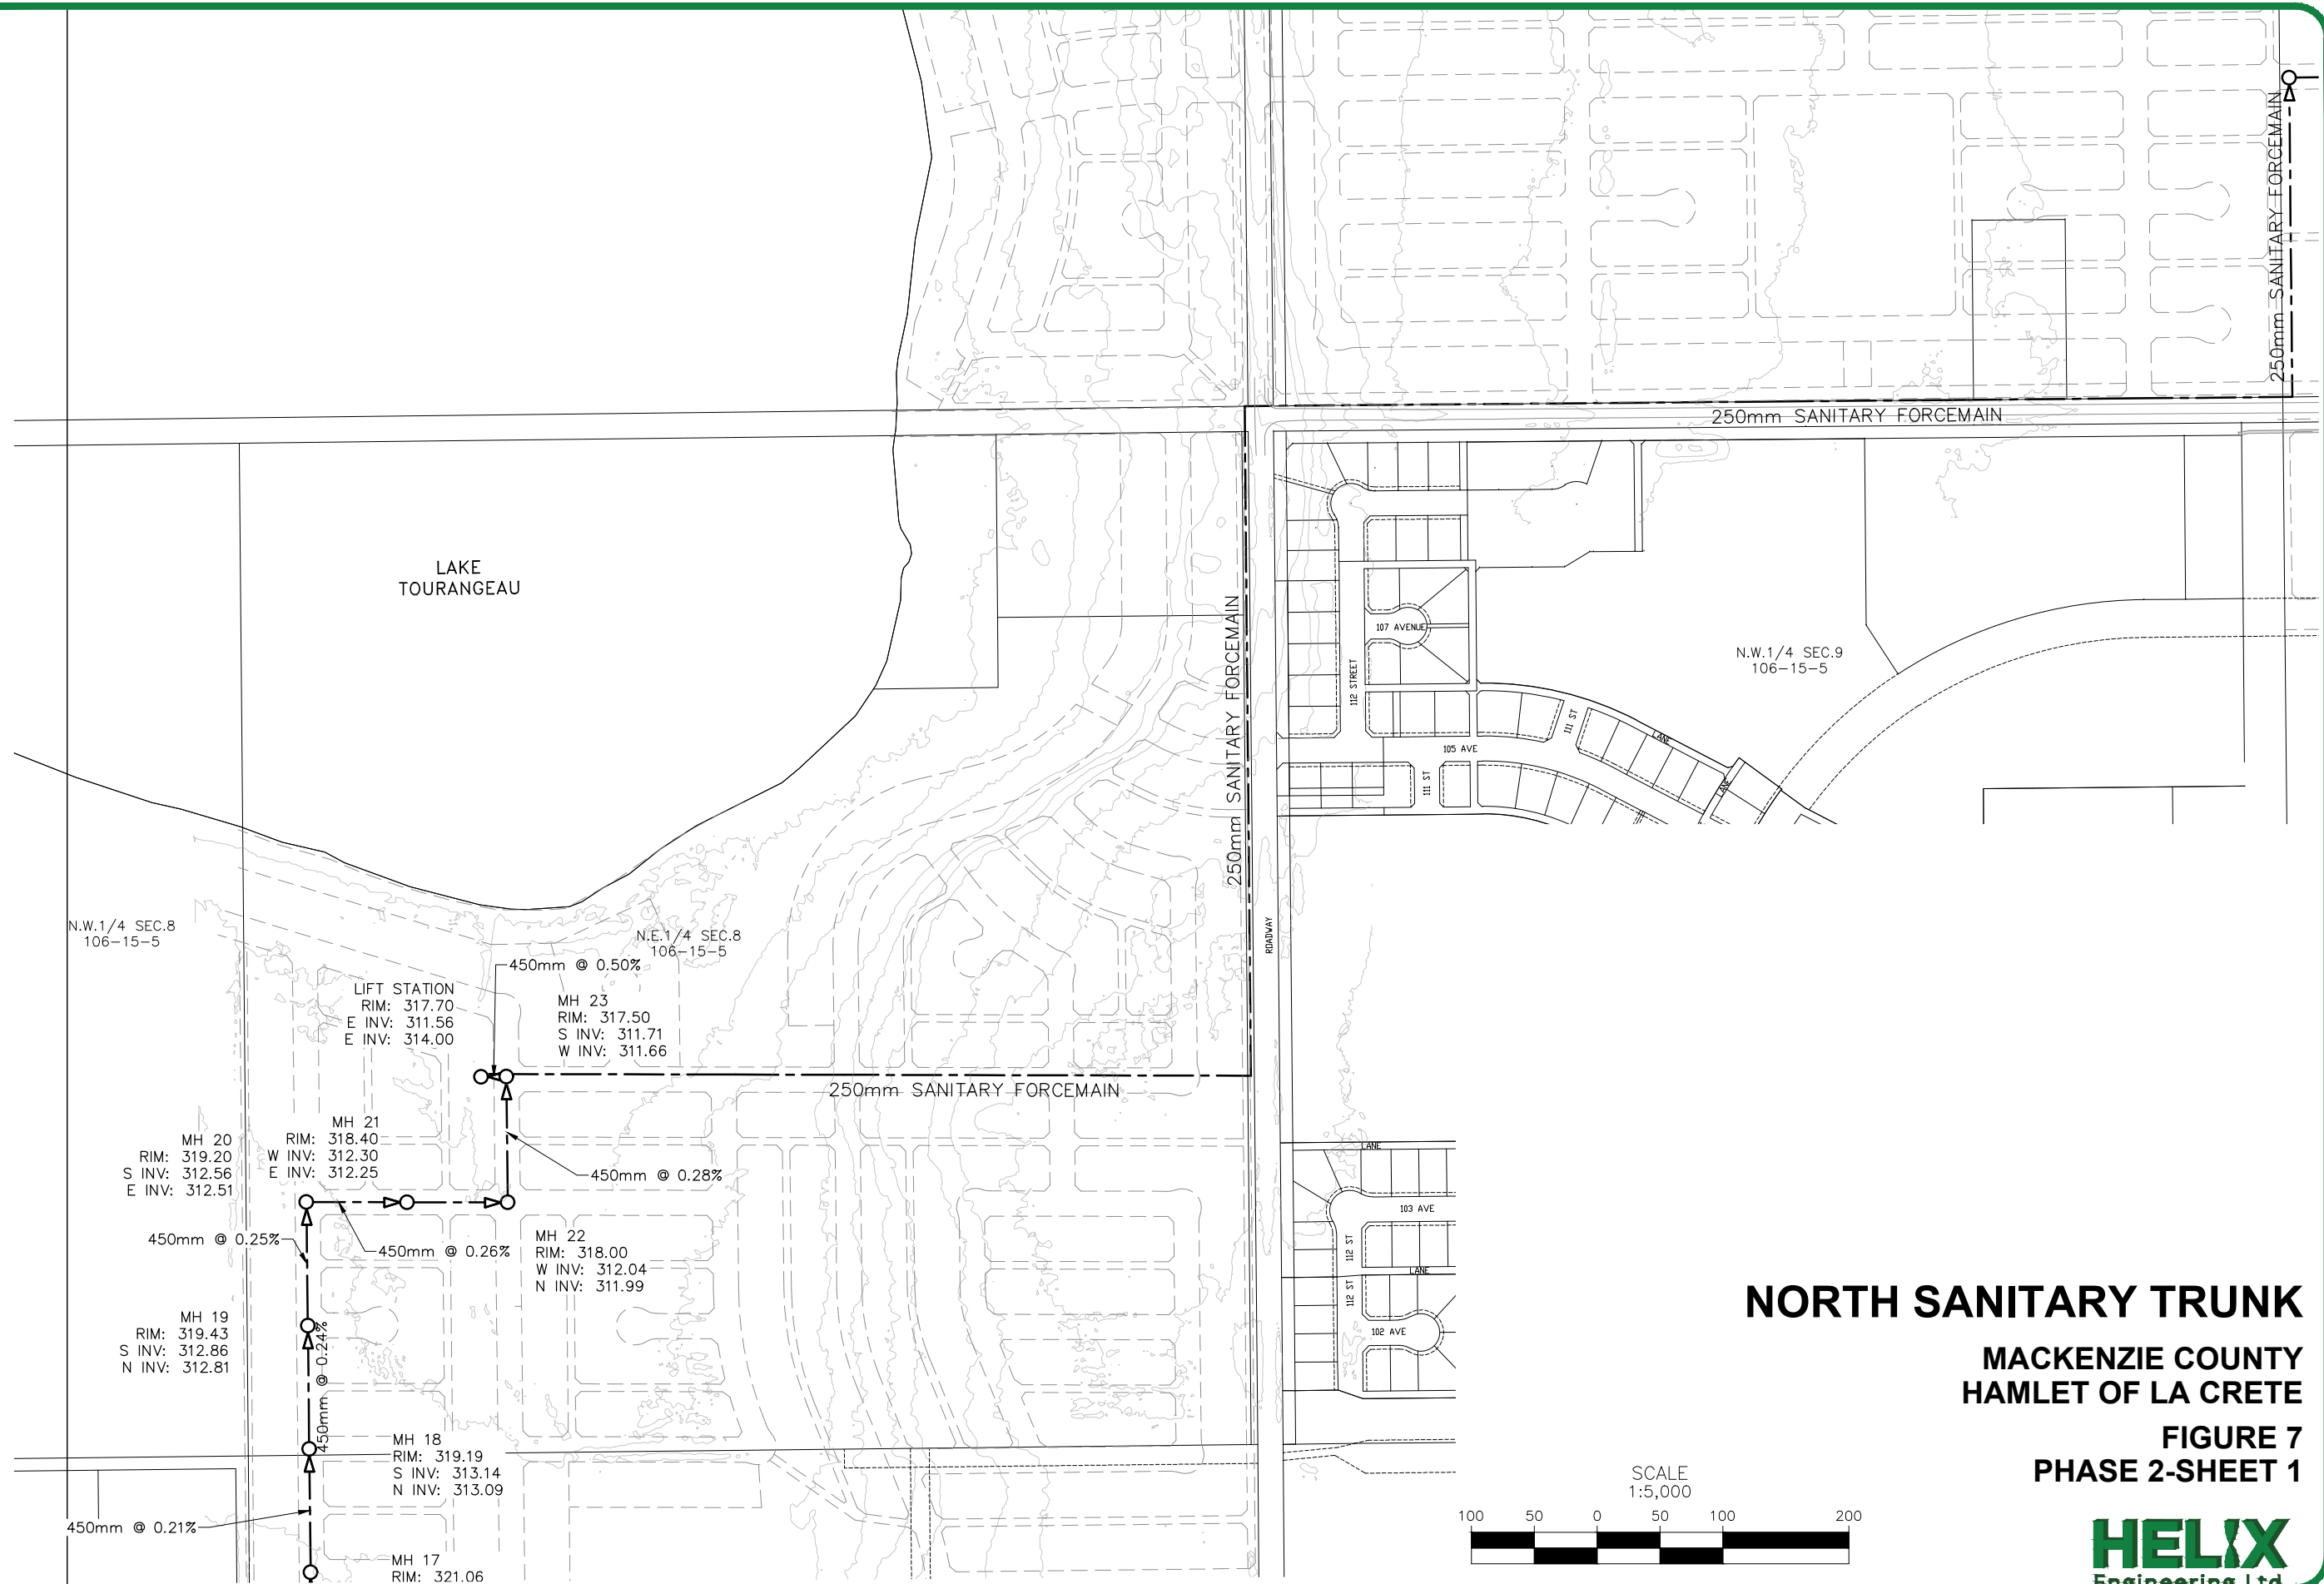 250mm SANITARY FORCEMAIN
250mm SANITARY FORCEMAIN
LAKE
TOURANGEAU
250mm SANITARY FORCEMAIN
107 AVENUE
112 STREET
N.W.1/4 SEC.9
106-15-5
111 ST
LANE
105 AVE
111 ST
LANE
ROADWAY
N.W.1/4 SEC.8
106-15-5
N.E.1/4 SEC.8
106-15-5
450mm @ 0.50%
LIFT STATION
RIM: 317.70
E INV: 311.56
E INV: 314.00
MH 23
RIM: 317.50
S INV: 311.71
W INV: 311.66
250mm SANITARY FORCEMAIN
MH 21
RIM: 318.40
W INV: 312.30
E INV: 312.25
MH 20
RIM: 319.20
S INV: 312.56
E INV: 312.51
450mm @ 0.28%
LANE
103 AVE
112 ST
LANE
112 ST
102 AVE
450mm @ 0.25%
450mm @ 0.26%
MH 22
RIM: 318.00
W INV: 312.04
N INV: 311.99
MH 19
RIM: 319.43
S INV: 312.86
N INV: 312.81
450mm @ 0.24%
MH 18
RIM: 319.19
S INV: 313.14
N INV: 313.09
450mm @ 0.21%
MH 17
RIM: 321.06
NORTH SANITARY TRUNK
MACKENZIE COUNTY
HAMLET OF LA CRETE
FIGURE 7
PHASE 2-SHEET 1
SCALE
1:5,000
100 50 0 50 100 200
HELIX
Engineering Ltd.